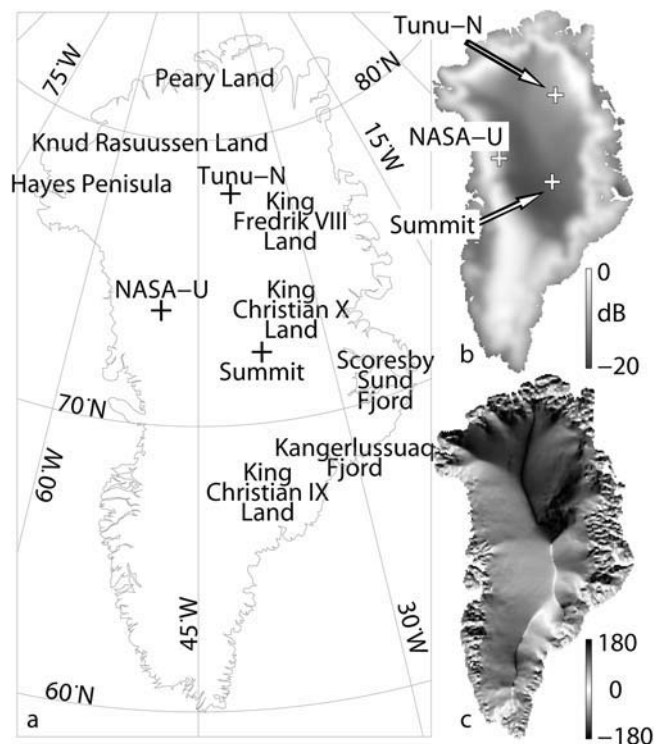 75.W
80.N
Peary Land
Knud Rasuussen Land
15.W
Hayes Penisula
Tunu–N
King
Fredrik VIII
Land
NASA–U
King
Christian X
Land
Summit
Scoresby
Sund
Fjord
70.N
60.W
Kangerlussuaq
Fjord
King
Christian IX
Land
45.W
30.W
60.N
a
Tunu–N
NASA–U
Summit
0
dB
–20
b
180
0
–180
c